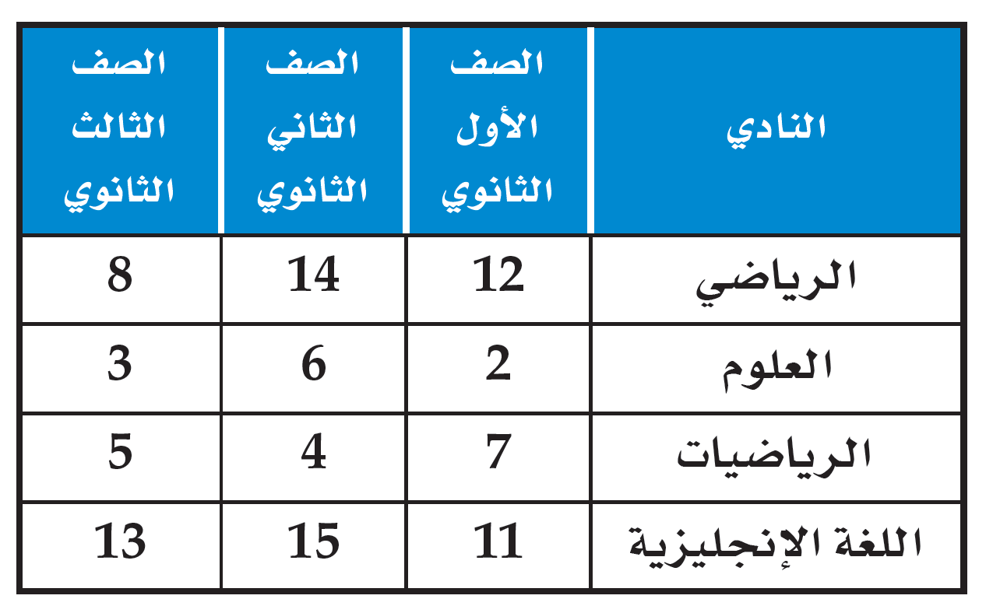 النادي الصف الأول الثانوي الصف الثاني الثانوي الصف الثالث الثانوي
الرياضي 12 14 8
العلوم 2 6 3
الرياضيات 7 4 5
اللغة الإنجليزية 11 15 13